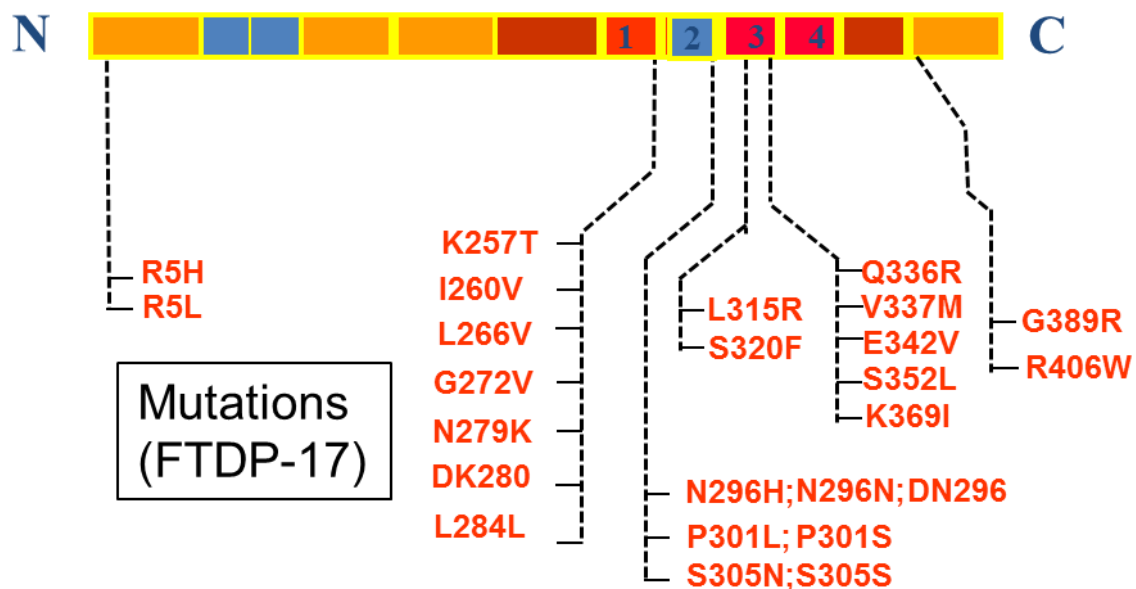 N
1 2 3 4
C
R5H
R5L
Mutations
(FTDP-17)
K257T
I260V
L266V
G272V
N279K
DK280
L284L
N296H;N296N;DN296
P301L; P301S
S305N;S305S
L315R
S320F
Q336R
V337M
E342V
S352L
K369I
G389R
R406W